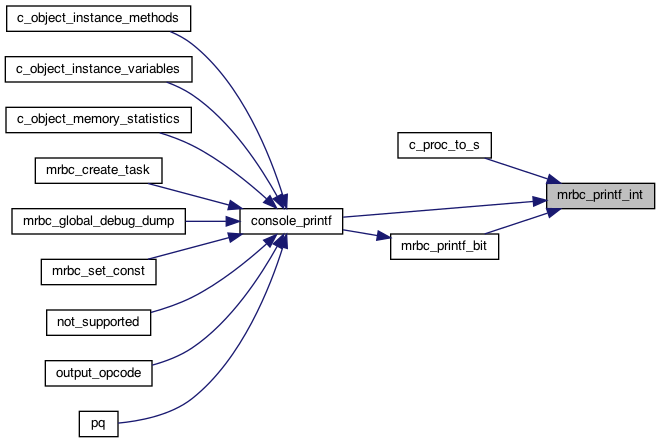 c_object_instance_methods
c_object_instance_variables
c_object_memory_statistics
mrbc_create_task
mrbc_global_debug_dump
mrbc_set_const
not_supported
output_opcode
pq
console_printf
c_proc_to_s
mrbc_printf_bit
mrbc_printf_int